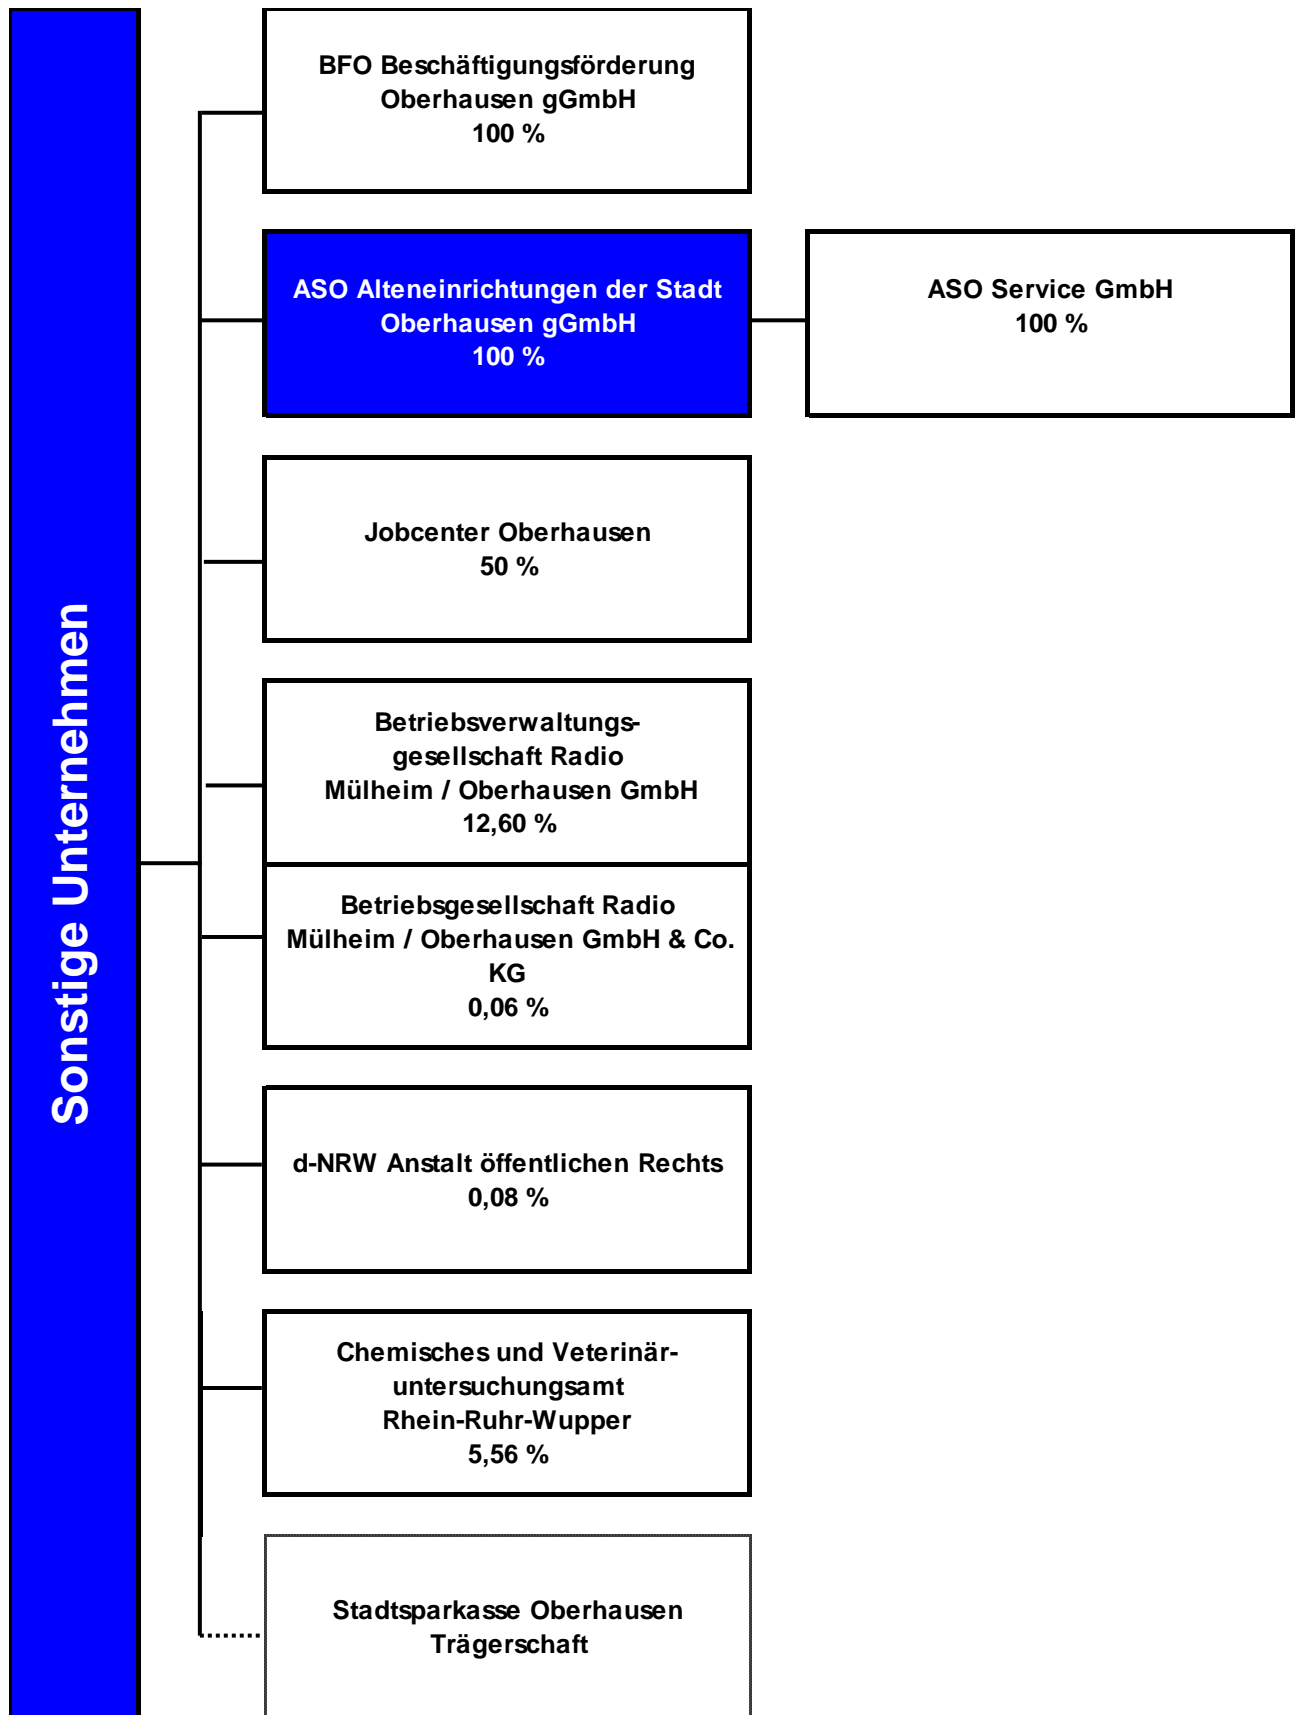 Sonstige Unternehmen
BFO Beschäftigungsförderung
Oberhausen gGmbH
100 %
ASO Alteneinrichtungen der Stadt
Oberhausen gGmbH
100 %
ASO Service GmbH
100 %
Jobcenter Oberhausen
50 %
Betriebsverwaltungs-
gesellschaft Radio
Mülheim / Oberhausen GmbH
12,60 %
Betriebsgesellschaft Radio
Mülheim / Oberhausen GmbH & Co.
KG
0,06 %
d-NRW Anstalt öffentlichen Rechts
0,08 %
Chemisches und Veterinär-
untersuchungsamt
Rhein-Ruhr-Wupper
5,56 %
Stadtsparkasse Oberhausen
Trägerschaft